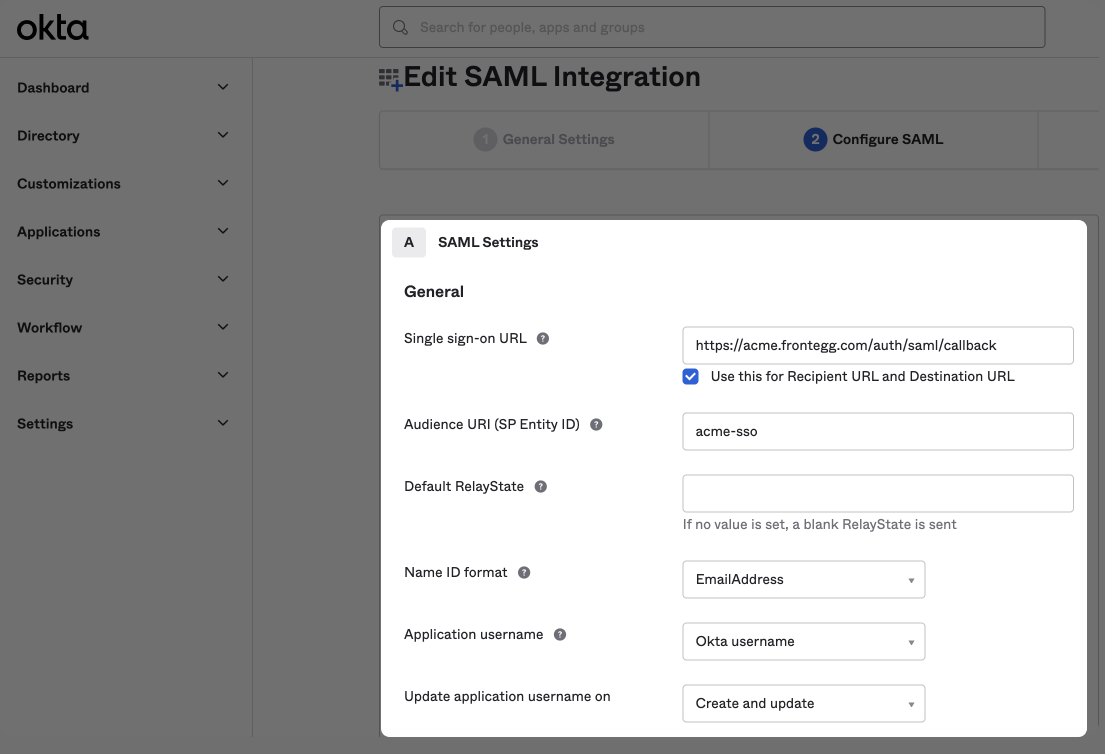 okta
Search for people, apps and groups
Dashboard
Directory
Customizations
Applications
Security
Workflow
Reports
Settings
Edit SAML Integration
1 General Settings
2 Configure SAML
A SAML Settings
General
Single sign-on URL ?
https://acme.frontegg.com/auth/saml/callback
Use this for Recipient URL and Destination URL
Audience URI (SP Entity ID) ?
acme-sso
Default RelayState ?
If no value is set, a blank RelayState is sent
Name ID format ?
EmailAddress
Application username ?
Okta username
Update application username on
Create and update